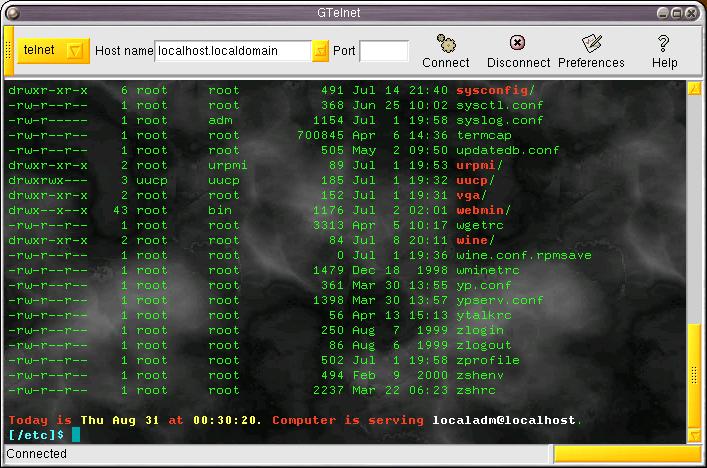 GTelnet
telnet Host name localhost.localdomain Port Connect Disconnect Preferences Help
drwxr-xr-x 6 root root 491 Jul 14 21:40 sysconfig/
-rw-r--r-- 1 root root 368 Jun 25 10:02 sysctl.conf
-rw-r----- 1 root adm 1154 Jul 1 19:58 syslog.conf
-rw-r--r-- 1 root root 700845 Apr 6 14:36 termcap
-rw-r--r-- 1 root root 505 May 2 09:50 updatedb.conf
drwxr-xr-x 2 root urpmi 89 Jul 1 19:53 urpmi/
drwxrwx--- 3 uucp uucp 185 Jul 1 19:32 uucp/
drwxr-xr-x 2 root root 152 Jul 1 19:31 vga/
drwx--x--x 43 root bin 1176 Jul 2 02:01 webmin/
-rw-r--r-- 1 root root 3313 Apr 5 10:17 wgetrc
drwxr-xr-x 2 root root 84 Jul 8 20:11 wine/
-rw-r--r-- 1 root root 0 Jul 1 19:36 wine.conf.rpmsave
-rw-r--r-- 1 root root 1479 Dec 18 1998 wminetrc
-rw-r--r-- 1 root root 361 Mar 30 13:55 yp.conf
-rw-r--r-- 1 root root 1398 Mar 30 13:57 ypserv.conf
-rw-r--r-- 1 root root 56 Apr 13 15:13 ytalkrc
-rw-r--r-- 1 root root 250 Aug 7 1999 zlogin
-rw-r--r-- 1 root root 86 Aug 6 1999 zlogout
-rw-r--r-- 1 root root 502 Jul 1 19:58 zprofile
-rw-r--r-- 1 root root 494 Feb 9 2000 zshenv
-rw-r--r-- 1 root root 2237 Mar 22 06:23 zshrc
Today is Thu Aug 31 at 00:30:20. Computer is serving localadm@localhost.
[/etc]$
Connected